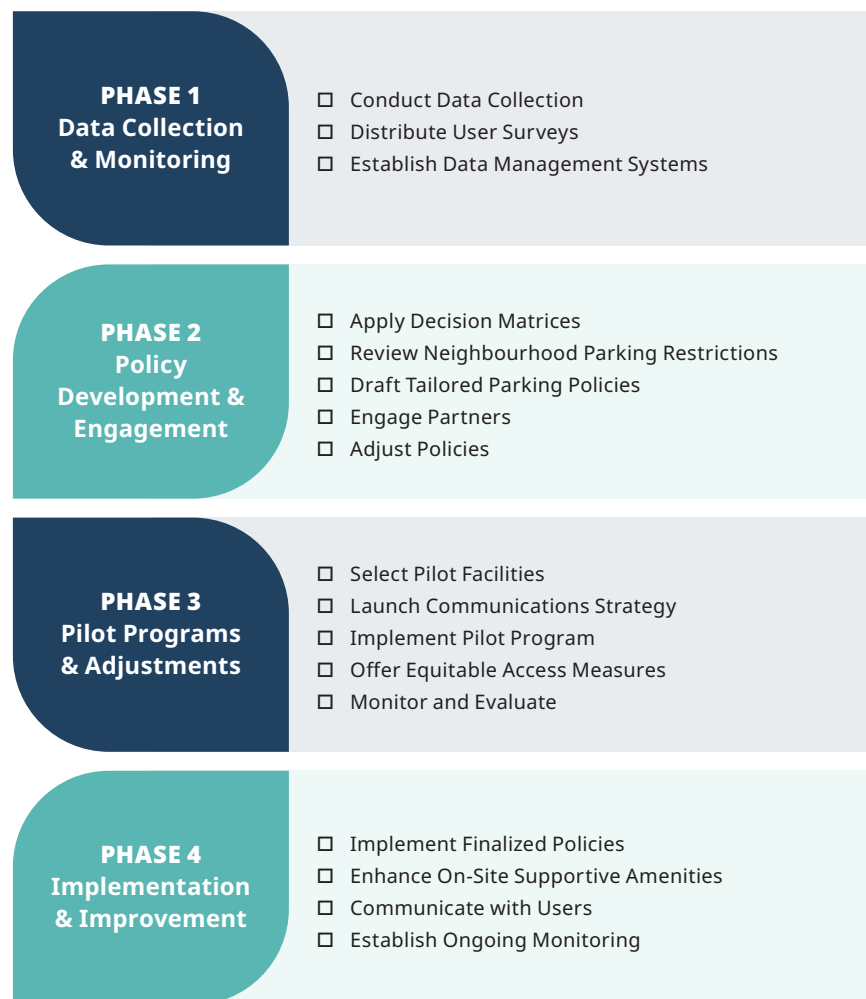 PHASE 1
Data Collection
& Monitoring
☐ Conduct Data Collection
☐ Distribute User Surveys
☐ Establish Data Management Systems
PHASE 2
Policy
Development &
Engagement
☐ Apply Decision Matrices
☐ Review Neighbourhood Parking Restrictions
☐ Draft Tailored Parking Policies
☐ Engage Partners
☐ Adjust Policies
PHASE 3
Pilot Programs
& Adjustments
☐ Select Pilot Facilities
☐ Launch Communications Strategy
☐ Implement Pilot Program
☐ Offer Equitable Access Measures
☐ Monitor and Evaluate
PHASE 4
Implementation
& Improvement
☐ Implement Finalized Policies
☐ Enhance On-Site Supportive Amenities
☐ Communicate with Users
☐ Establish Ongoing Monitoring